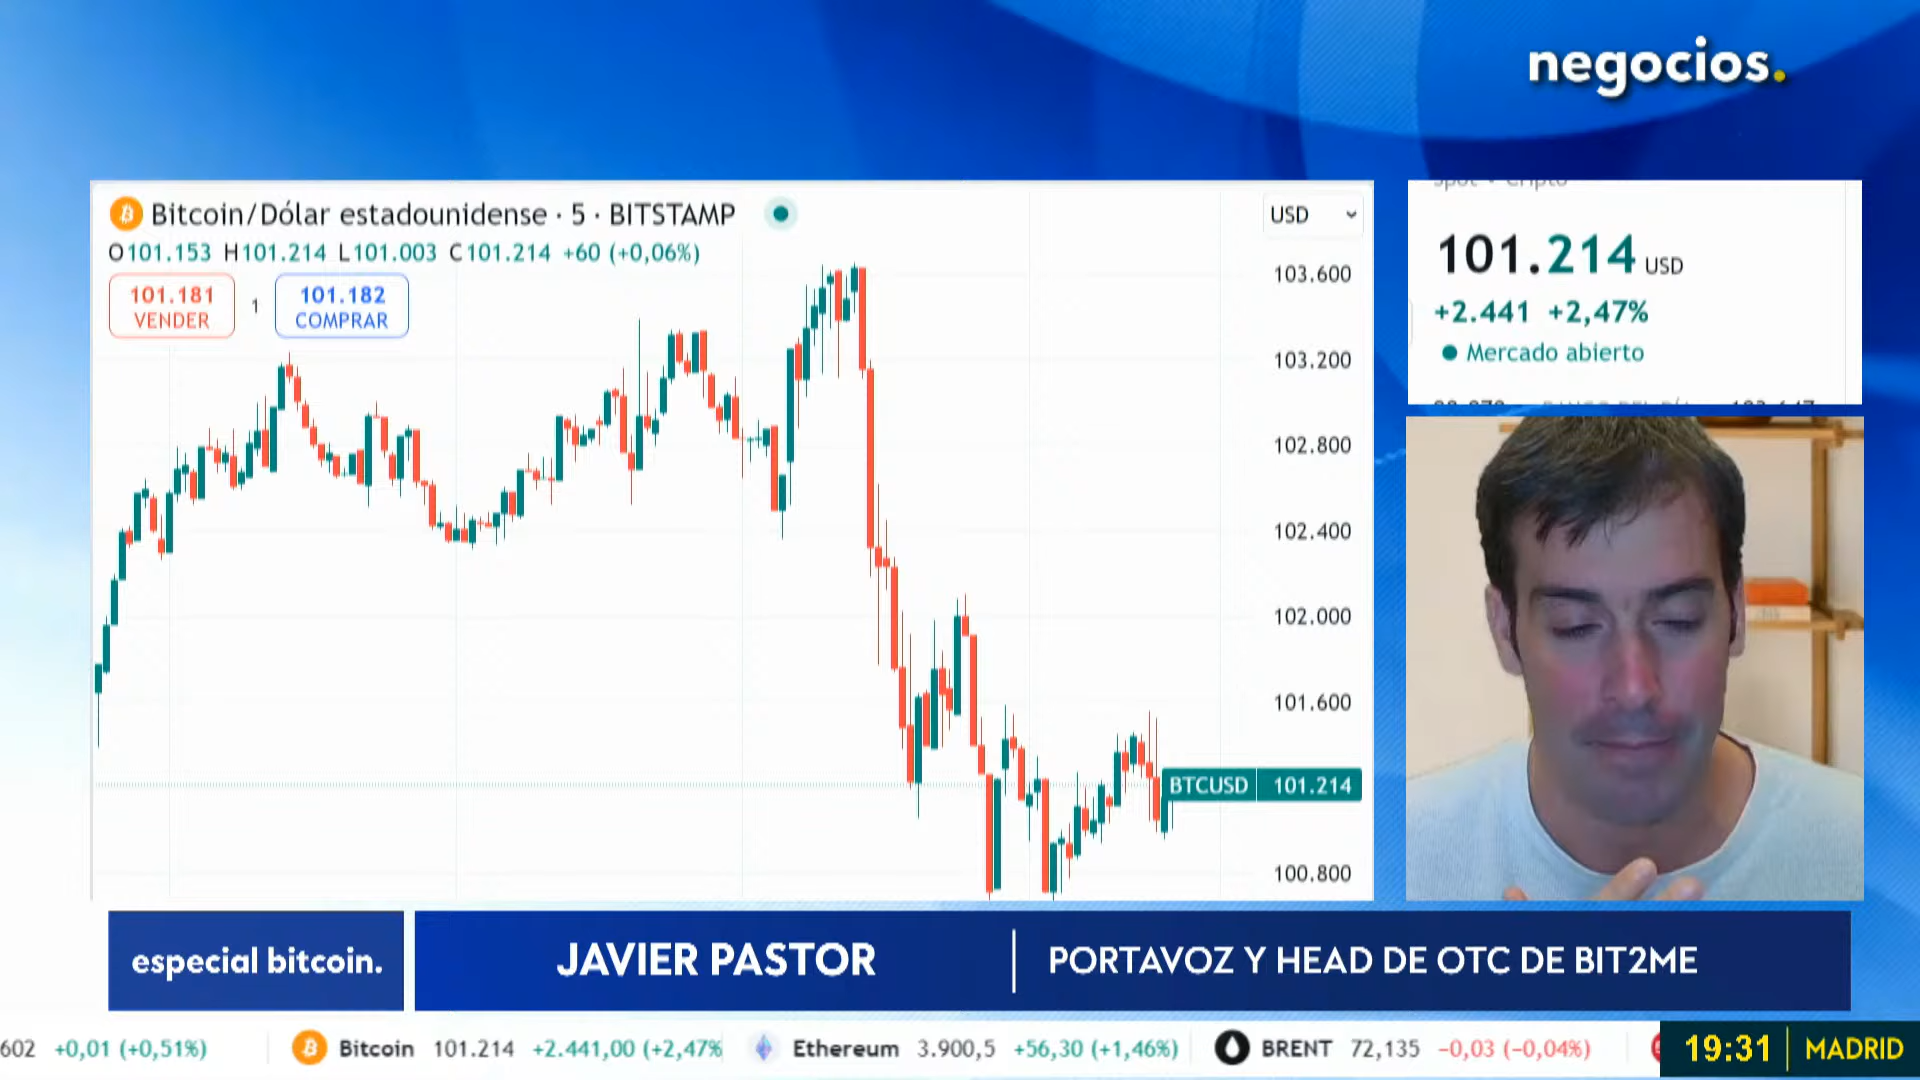 negocios.
Bitcoin/Dólar estadounidense · 5 · BITSTAMP
USD
O101.153 H101.214 L101.003 C101.214 +60 (+0,06%)
101.181
VENDER
1
101.182
COMPRAR
103.600
103.200
102.800
102.400
102.000
101.600
BTCUSD 101.214
100.800
Spot • Cripto
101.214 USD
+2.441 +2,47%
Mercado abierto
especial bitcoin.
JAVIER PASTOR
PORTAVOZ Y HEAD DE OTC DE BIT2ME
602 +0,01 (+0,51%)
Bitcoin 101.214 +2.441,00 (+2,47%
Ethereum 3.900,5 +56,30 (+1,46%)
BRENT 72,135 −0,03 (−0,04%)
19:31 MADRID